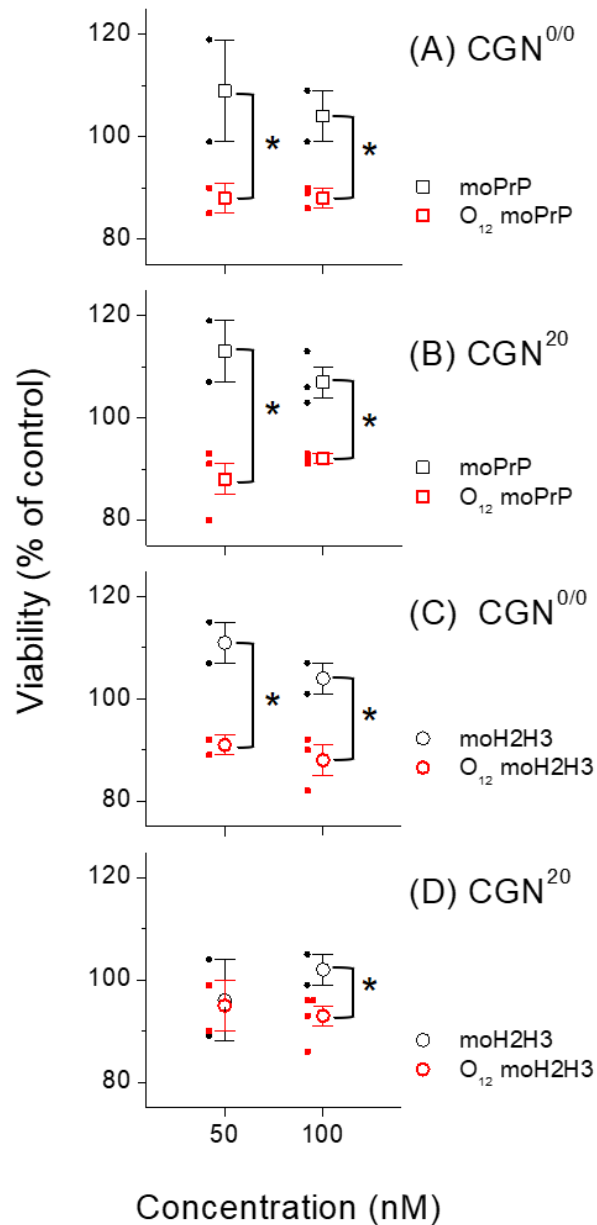 120
100
80
(A) CGN0/0
*
*
moPrP
O12 moPrP
120
100
80
(B) CGN20
*
*
moPrP
O12 moPrP
120
100
80
(C) CGN0/0
*
*
moH2H3
O12 moH2H3
120
100
80
(D) CGN20
*
moH2H3
O12 moH2H3
50 100
Concentration (nM)
Viability (% of control)